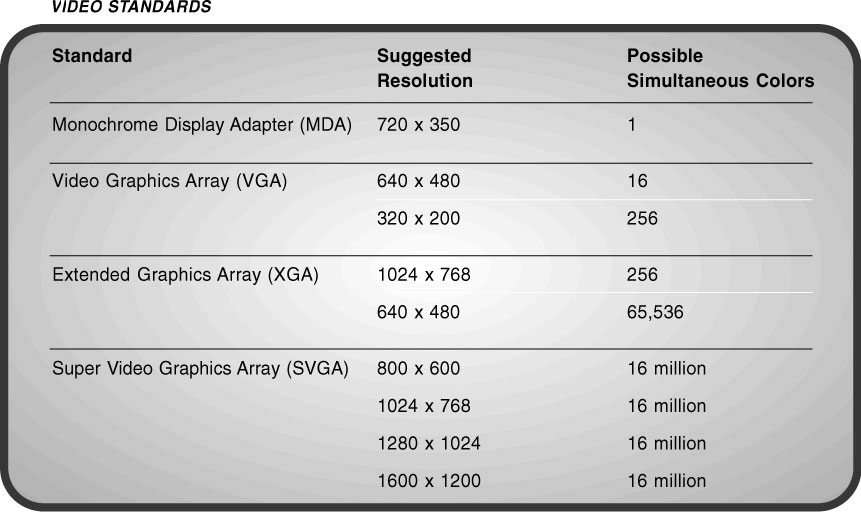 VIDEO STANDARDS
Standard Suggested Resolution Possible Simultaneous Colors
Monochrome Display Adapter (MDA) 720 x 350 1
Video Graphics Array (VGA) 640 x 480 16
320 x 200 256
Extended Graphics Array (XGA) 1024 x 768 256
640 x 480 65,536
Super Video Graphics Array (SVGA) 800 x 600 16 million
1024 x 768 16 million
1280 x 1024 16 million
1600 x 1200 16 million